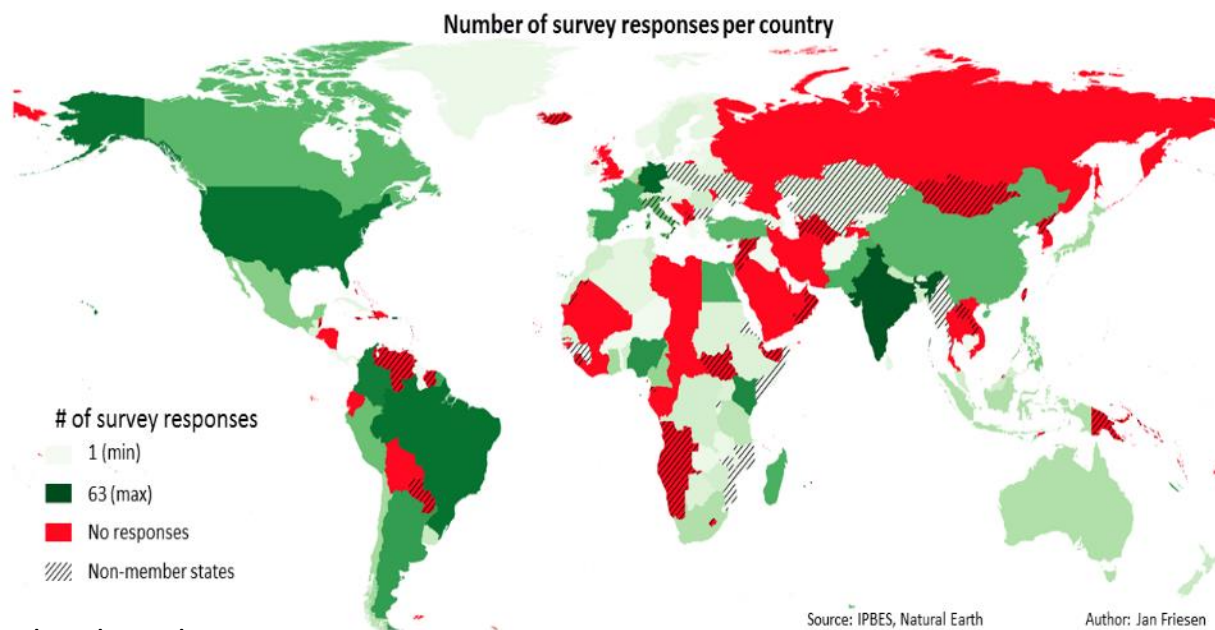 Number of survey responses per country
# of survey responses
1 (min)
63 (max)
No responses
Non-member states
Source: IPBES, Natural Earth
Author: Jan Friesen